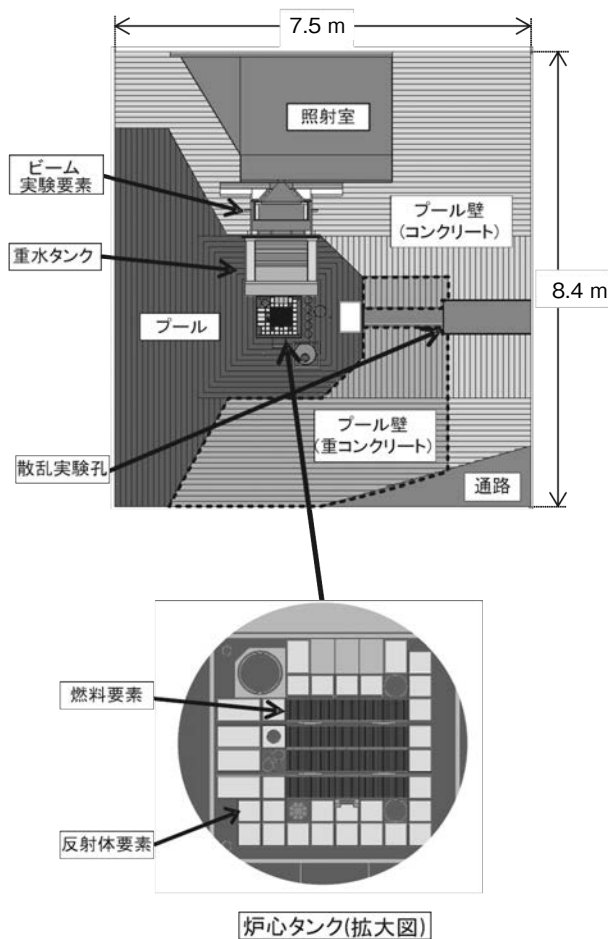 7.5 m
照射室
ビーム
実験要素
プール壁
(コンクリート)
重水タンク
8.4 m
プール
プール壁
(重コンクリート)
散乱実験孔
通路
燃料要素
反射体要素
炉心タンク(拡大図)